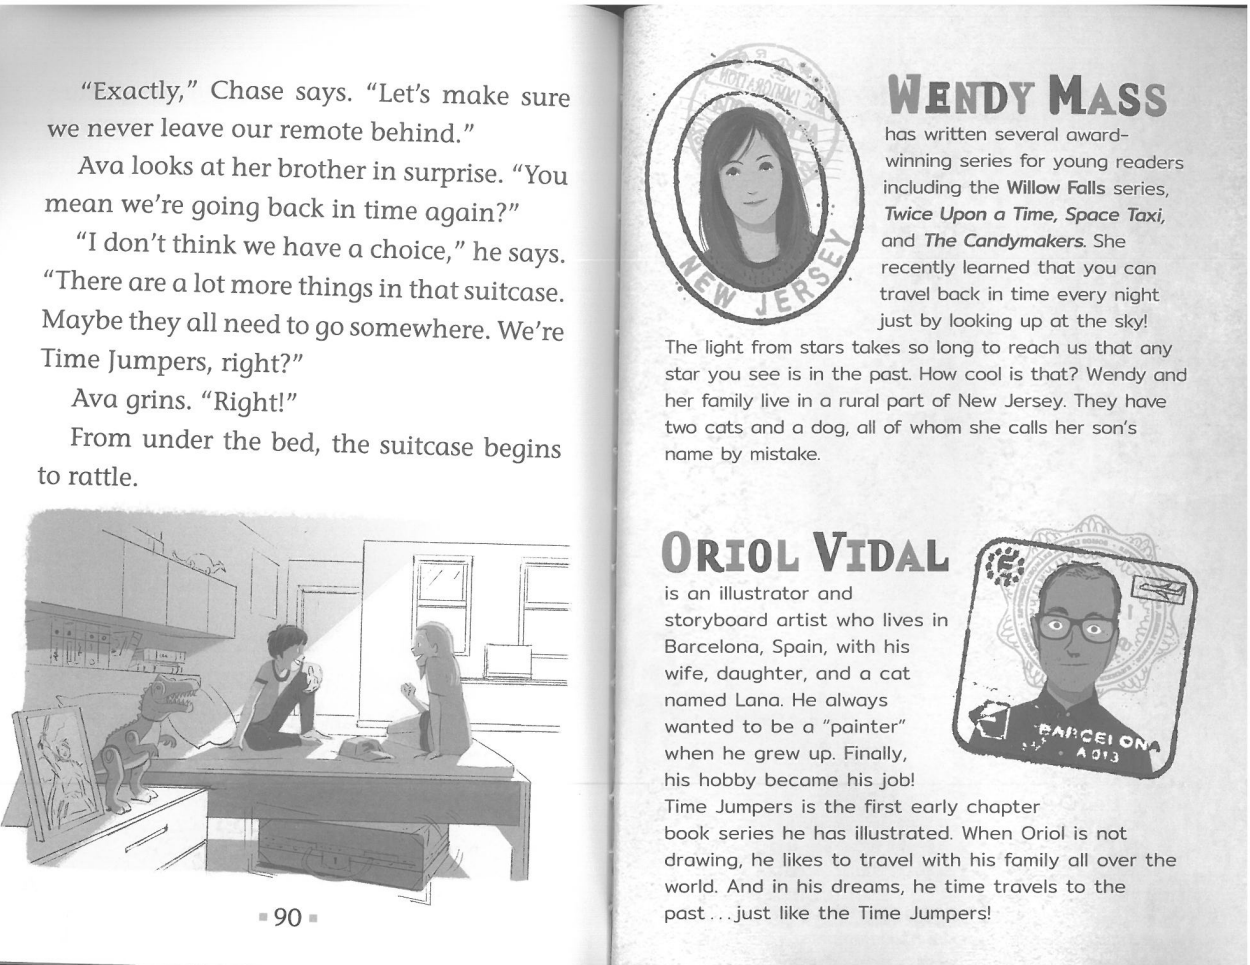 “Exactly,” Chase says. “Let’s make sure
we never leave our remote behind.”
Ava looks at her brother in surprise. “You
mean we’re going back in time again?”
“I don’t think we have a choice,” he says.
“There are a lot more things in that suitcase.
Maybe they all need to go somewhere. We’re
Time Jumpers, right?”
Ava grins. “Right!”
From under the bed, the suitcase begins
to rattle.
90
NEW JERSEY
WENDY MASS
has written several award-
winning series for young readers
including the Willow Falls series,
Twice Upon a Time, Space Taxi,
and The Candymakers. She
recently learned that you can
travel back in time every night
just by looking up at the sky!
The light from stars takes so long to reach us that any
star you see is in the past. How cool is that? Wendy and
her family live in a rural part of New Jersey. They have
two cats and a dog, all of whom she calls her son’s
name by mistake.
ORIOL VIDAL
is an illustrator and
storyboard artist who lives in
Barcelona, Spain, with his
wife, daughter, and a cat
named Lana. He always
wanted to be a “painter”
when he grew up. Finally,
his hobby became his job!
Time Jumpers is the first early chapter
book series he has illustrated. When Oriol is not
drawing, he likes to travel with his family all over the
world. And in his dreams, he time travels to the
past...just like the Time Jumpers!
BARCELONA
A013